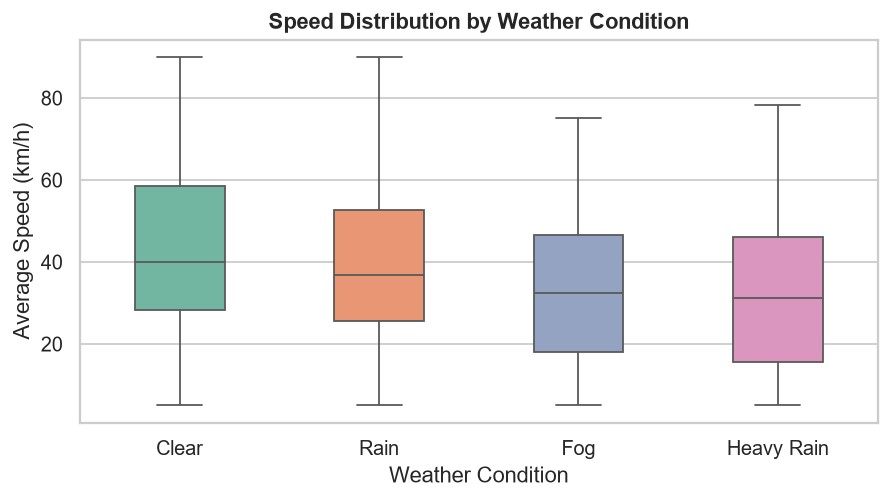 Speed Distribution by Weather Condition
Average Speed (km/h)
80
60
40
20
Clear Rain Fog Heavy Rain
Weather Condition